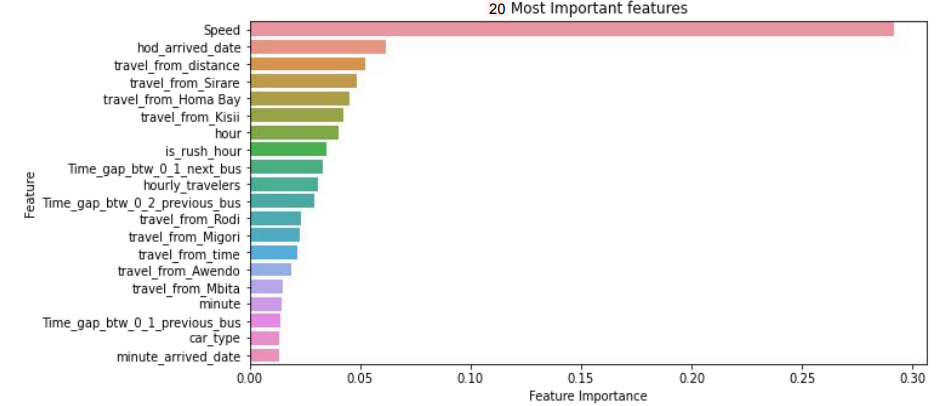 20 Most Important features
Feature
Speed
hod_arrived_date
travel_from_distance
travel_from_Sirare
travel_from_Homa Bay
travel_from_Kisii
hour
is_rush_hour
Time_gap_btw_0_1_next_bus
hourly_travelers
Time_gap_btw_0_2_previous_bus
travel_from_Rodi
travel_from_Migori
travel_from_time
travel_from_Awendo
travel_from_Mbita
minute
Time_gap_btw_0_1_previous_bus
car_type
minute_arrived_date
0.00 0.05 0.10 0.15 0.20 0.25 0.30
Feature Importance